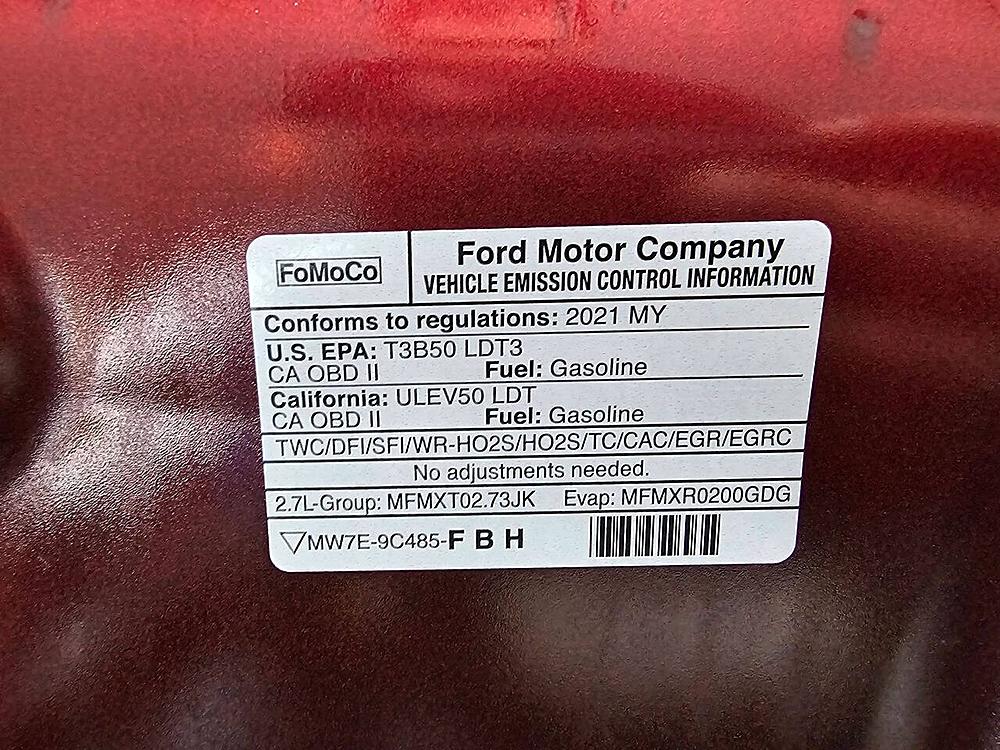 FoMoCo
Ford Motor Company
VEHICLE EMISSION CONTROL INFORMATION
Conforms to regulations: 2021 MY
U.S. EPA: T3B50 LDT3
CA OBD II Fuel: Gasoline
California: ULEV50 LDT
CA OBD II Fuel: Gasoline
TWC/DFI/SFI/WR-HO2S/HO2S/TC/CAC/EGR/EGRC
No adjustments needed.
2.7L-Group: MFMXT02.73JK Evap: MFMXR0200GDG
▽MW7E-9C485-F B H